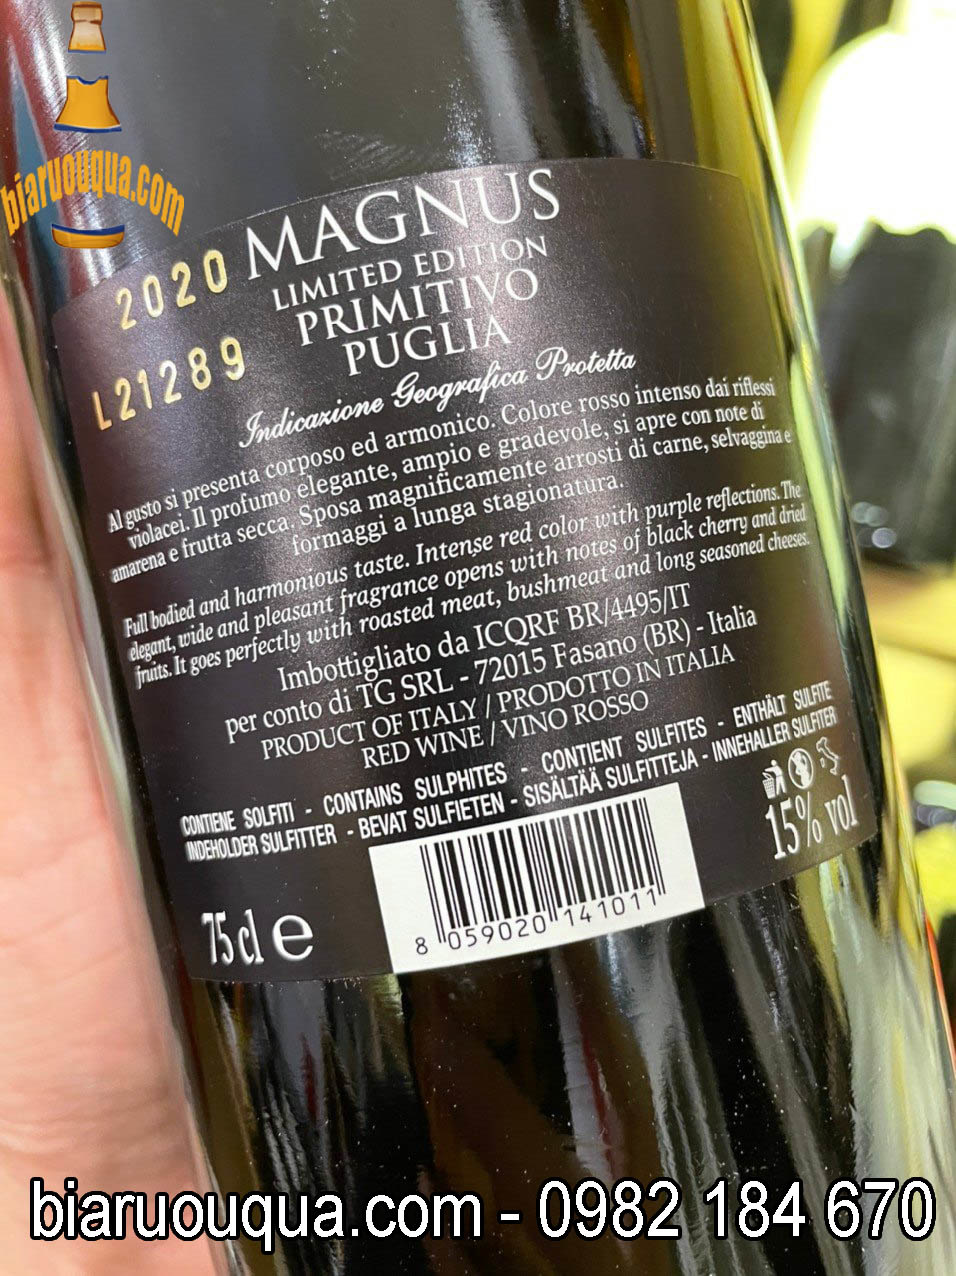 biaruouqua.com
2020
L21289
MAGNUS
LIMITED EDITION
PRIMITIVO
PUGLIA
Indicazione Geografica Protetta
Al gusto si presenta corposo ed armonico. Colore rosso intenso dai riflessi
violacei. Il profumo elegante, ampio e gradevole, si apre con note di
amarena e frutta secca. Sposa magnificamente arrosti di carne, selvaggina e
formaggi a lunga stagionatura.
Full bodied and harmonious taste. Intense red color with purple reflections. The
elegant, wide and pleasant fragrance opens with notes of black cherry and dried
fruits. It goes perfectly with roasted meat, bushmeat and long seasoned cheeses.
Imbottigliato da ICQRF BR/4495/IT
per conto di TG SRL - 72015 Fasano (BR) - Italia
PRODUCT OF ITALY / PRODOTTO IN ITALIA
RED WINE / VINO ROSSO
CONTIENE SOLFITI - CONTAINS SULPHITES - CONTIENT SULFITES - ENTHÄLT SULFITE
INDEHOLDER SULFITTER - BEVAT SULFIETEN - SISÄLTÄÄ SULFITTEJA - INNEHALLER SULFITER
15% vol
75 cl e
8 059020 141011
biaruouqua.com - 0982 184 670